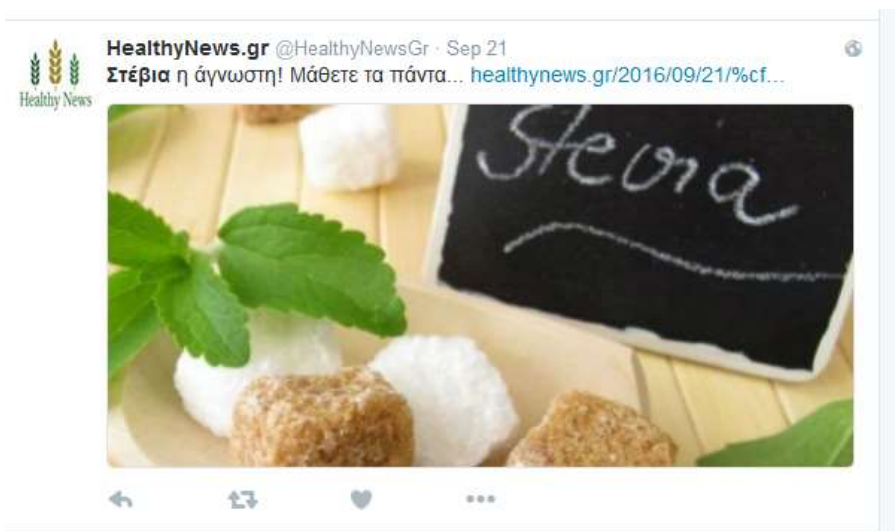 HealthyNews.gr @HealthyNewsGr · Sep 21
Στέβια η άγνωστη! Μάθετε τα πάντα... healthynews.gr/2016/09/21/%cf...
Healthy News
Stevia